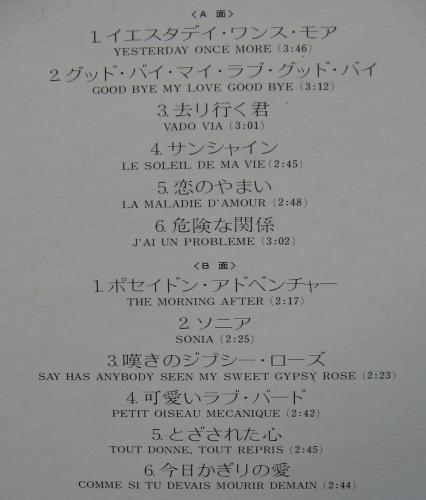 〈A 面〉
1. イエスタデイ・ワンス・モア
YESTERDAY ONCE MORE (3:46)
2. グッド・バイ・マイ・ラブ・グッド・バイ
GOOD BYE MY LOVE GOOD BYE (3:12)
3. 去り行く君
VADO VIA (3:01)
4. サンシャイン
LE SOLEIL DE MA VIE (2:45)
5. 恋のやまい
LA MALADIE D'AMOUR (2:48)
6. 危険な関係
J'AI UN PROBLEME (3:02)
〈B 面〉
1. ポセイドン・アドベンチャー
THE MORNING AFTER (2:17)
2. ソニア
SONIA (2:25)
3. 嘆きのジプシー・ローズ
SAY HAS ANYBODY SEEN MY SWEET GYPSY ROSE (2:23)
4. 可愛いラブ・バード
PETIT OISEAU MECANIQUE (2:42)
5. とざされた心
TOUT DONNE, TOUT REPRIS (2:45)
6. 今日かぎりの愛
COMME SI TU DEVAIS MOURIR DEMAIN (2:44)